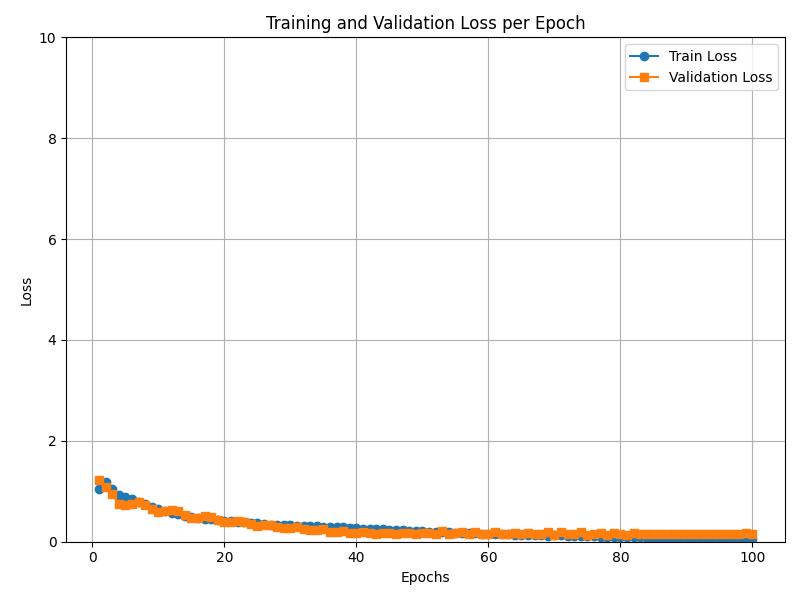 Training and Validation Loss per Epoch
10
8
6
4
2
0
Loss
Train Loss
Validation Loss
0 20 40 60 80 100
Epochs